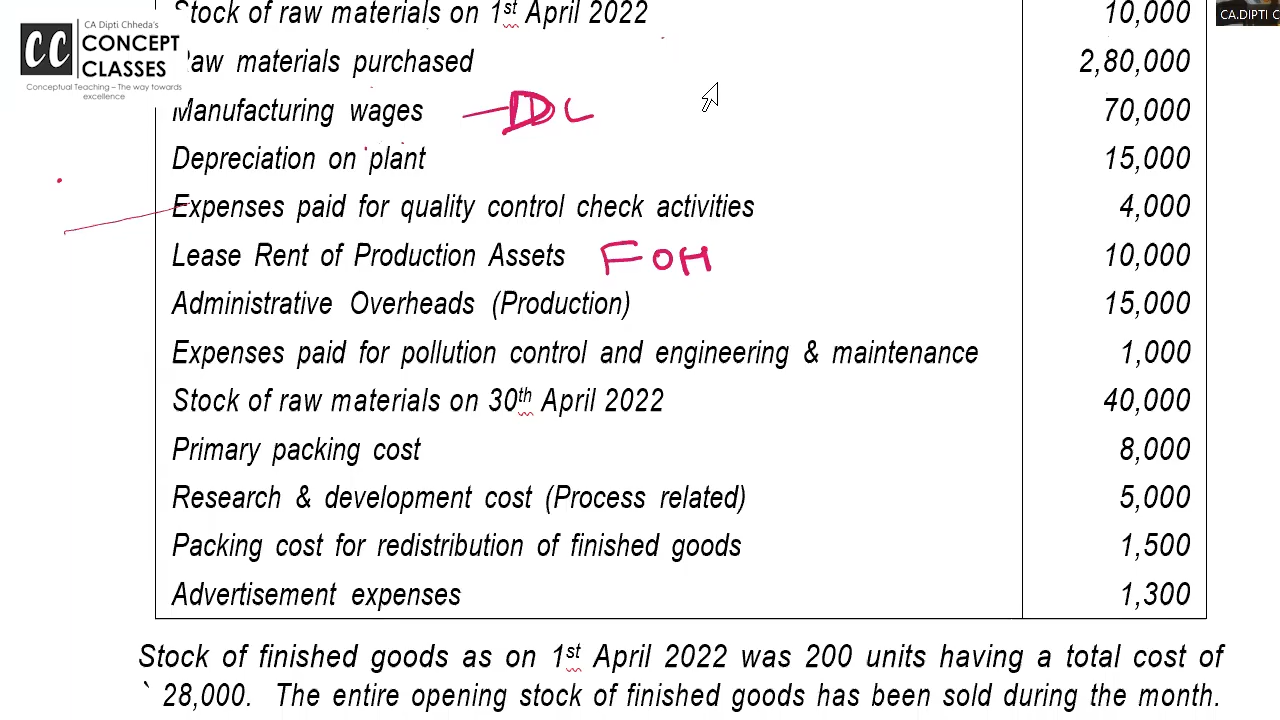 Stock of raw materials on 1st April 2022 10,000
CA.DIPTI C
CA Dipti Chheda's
CC CONCEPT CLASSES
Conceptual Teaching – The way towards
excellence
Raw materials purchased 2,80,000
Manufacturing wages 70,000
Depreciation on plant 15,000
Expenses paid for quality control check activities 4,000
Lease Rent of Production Assets FOH 10,000
Administrative Overheads (Production) 15,000
Expenses paid for pollution control and engineering & maintenance 1,000
Stock of raw materials on 30th April 2022 40,000
Primary packing cost 8,000
Research & development cost (Process related) 5,000
Packing cost for redistribution of finished goods 1,500
Advertisement expenses 1,300
Stock of finished goods as on 1st April 2022 was 200 units having a total cost of
` 28,000. The entire opening stock of finished goods has been sold during the month.